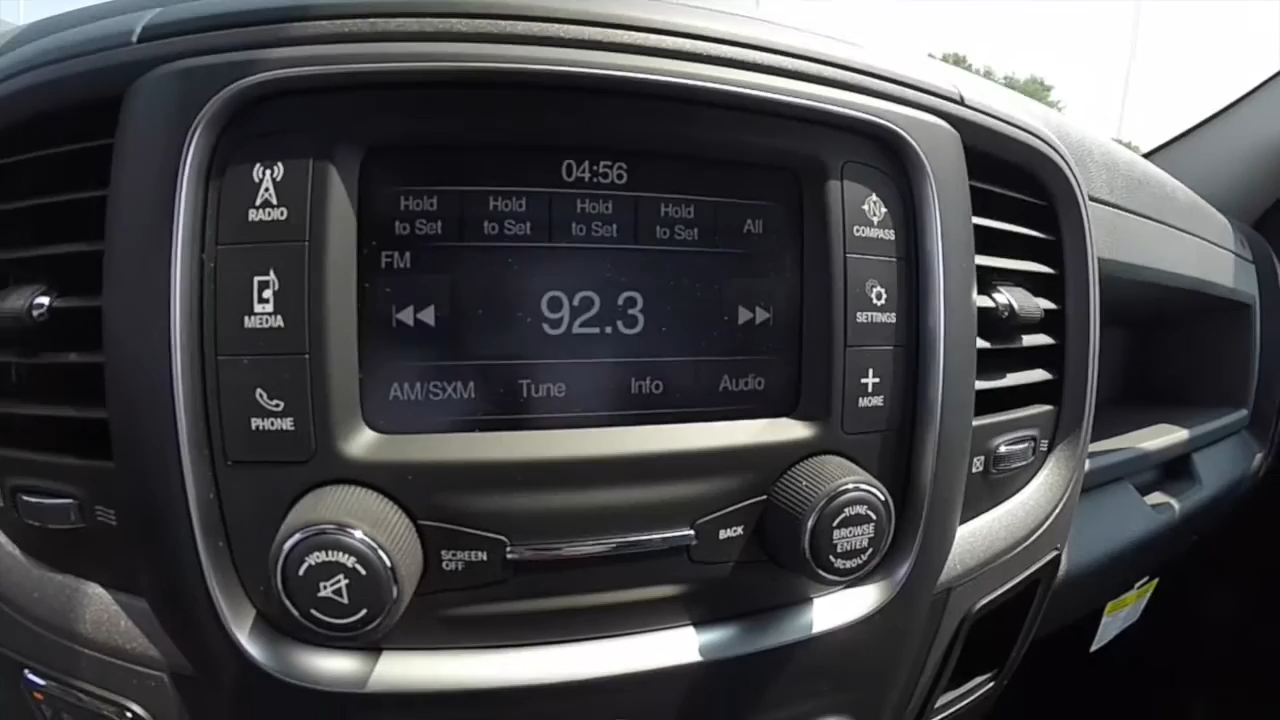 04:56
Hold to Set
Hold to Set
Hold to Set
Hold to Set
All
FM
92.3
AM/SXM Tune Info Audio
RADIO
MEDIA
PHONE
N
COMPASS
SETTINGS
MORE
VOLUME
SCREEN
OFF
BACK
TUNE
BROWSE
ENTER
SCROLL